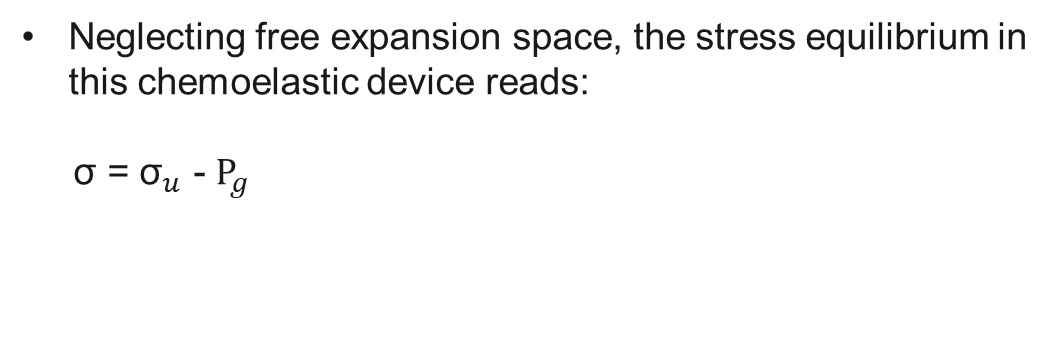 • Neglecting free expansion space, the stress equilibrium in
this chemoelastic device reads:
σ = σ𝑢 - P𝑔